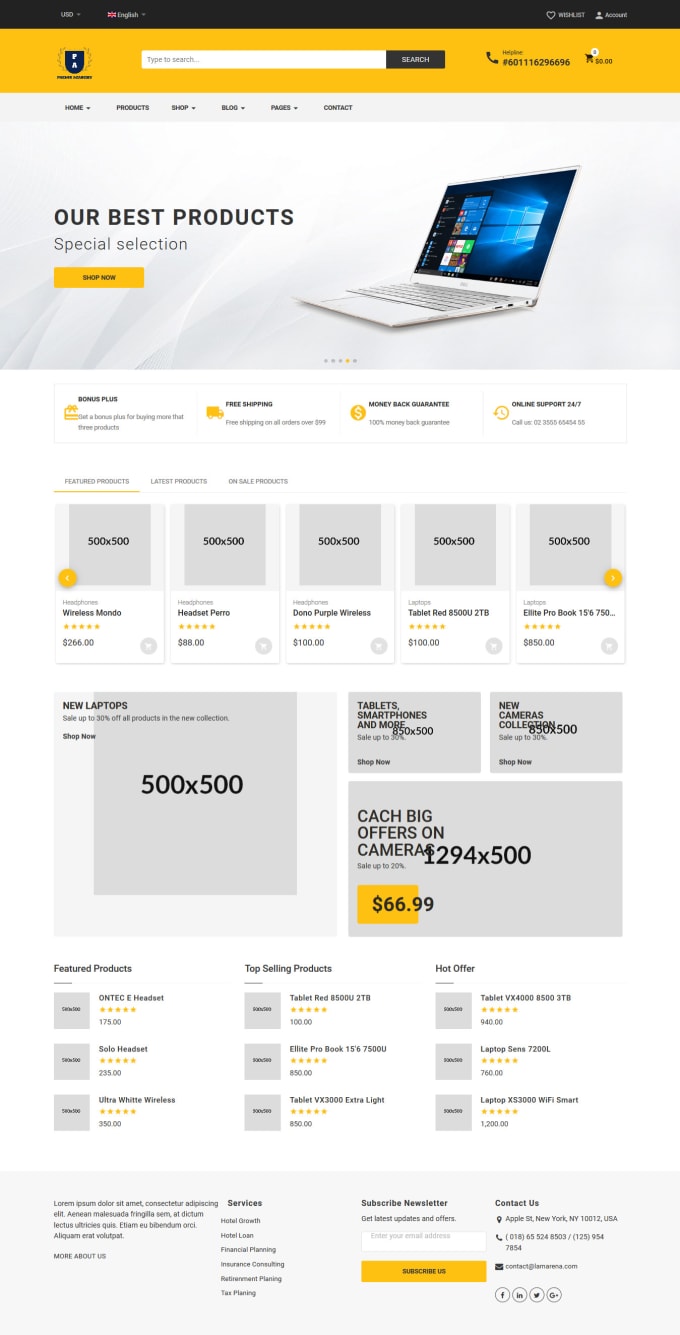 USD
English
WISHLIST
Account
P
A
PREMIER ACADEMY
Type to search...
SEARCH
Helpline:
#601116296696
0
$0.00
HOME
PRODUCTS
SHOP
BLOG
PAGES
CONTACT
OUR BEST PRODUCTS
Special selection
SHOP NOW
BONUS PLUS
Get a bonus plus for buying more that
three products
FREE SHIPPING
Free shipping on all orders over $99
MONEY BACK GUARANTEE
100% money back guarantee
ONLINE SUPPORT 24/7
Call us: 02 3565 65454 55
FEATURED PRODUCTS
LATEST PRODUCTS
ON SALE PRODUCTS
500x500
Headphones
Wireless Mondo
$266.00
500x500
Headphones
Headset Perro
$88.00
500x500
Headphones
Dono Purple Wireless
$100.00
500x500
Laptops
Tablet Red 8500U 2TB
$100.00
500x500
Laptops
Ellite Pro Book 15'6 750...
$850.00
NEW LAPTOPS
Sale up to 30% off all products in the new collection.
Shop Now
500x500
TABLETS,
SMARTPHONES
AND MORE
850x500
Sale up to 30%.
Shop Now
NEW
CAMERAS
COLLECTION
850x500
Sale up to 30%.
Shop Now
CACH BIG
OFFERS ON
CAMERAS
1294x500
Sale up to 20%.
$66.99
Featured Products
500x500
ONTEC E Headset
175.00
500x500
Solo Headset
235.00
500x500
Ultra Whitte Wireless
350.00
Top Selling Products
500x500
Tablet Red 8500U 2TB
100.00
500x500
Ellite Pro Book 15'6 7500U
850.00
500x500
Tablet VX3000 Extra Light
850.00
Hot Offer
500x500
Tablet VX4000 8500 3TB
940.00
500x500
Laptop Sens 7200L
760.00
500x500
Laptop XS3000 WiFi Smart
1,200.00
Lorem ipsum dolor sit amet, consectetur adipiscing
elit. Aenean malesuada fringilla sem, at dictum
lectus ultricies quis. Etiam eu bibendum orci.
Aliquam erat volutpat.
MORE ABOUT US
Services
Hotel Growth
Hotel Loan
Financial Planning
Insurance Consulting
Retirenment Planing
Tax Planing
Subscribe Newsletter
Get latest updates and offers.
Enter your email address
SUBSCRIBE US
Contact Us
Apple St, New York, NY 10012, USA
( 018) 65 524 8503 / (125) 954
7854
contact@lamarena.com